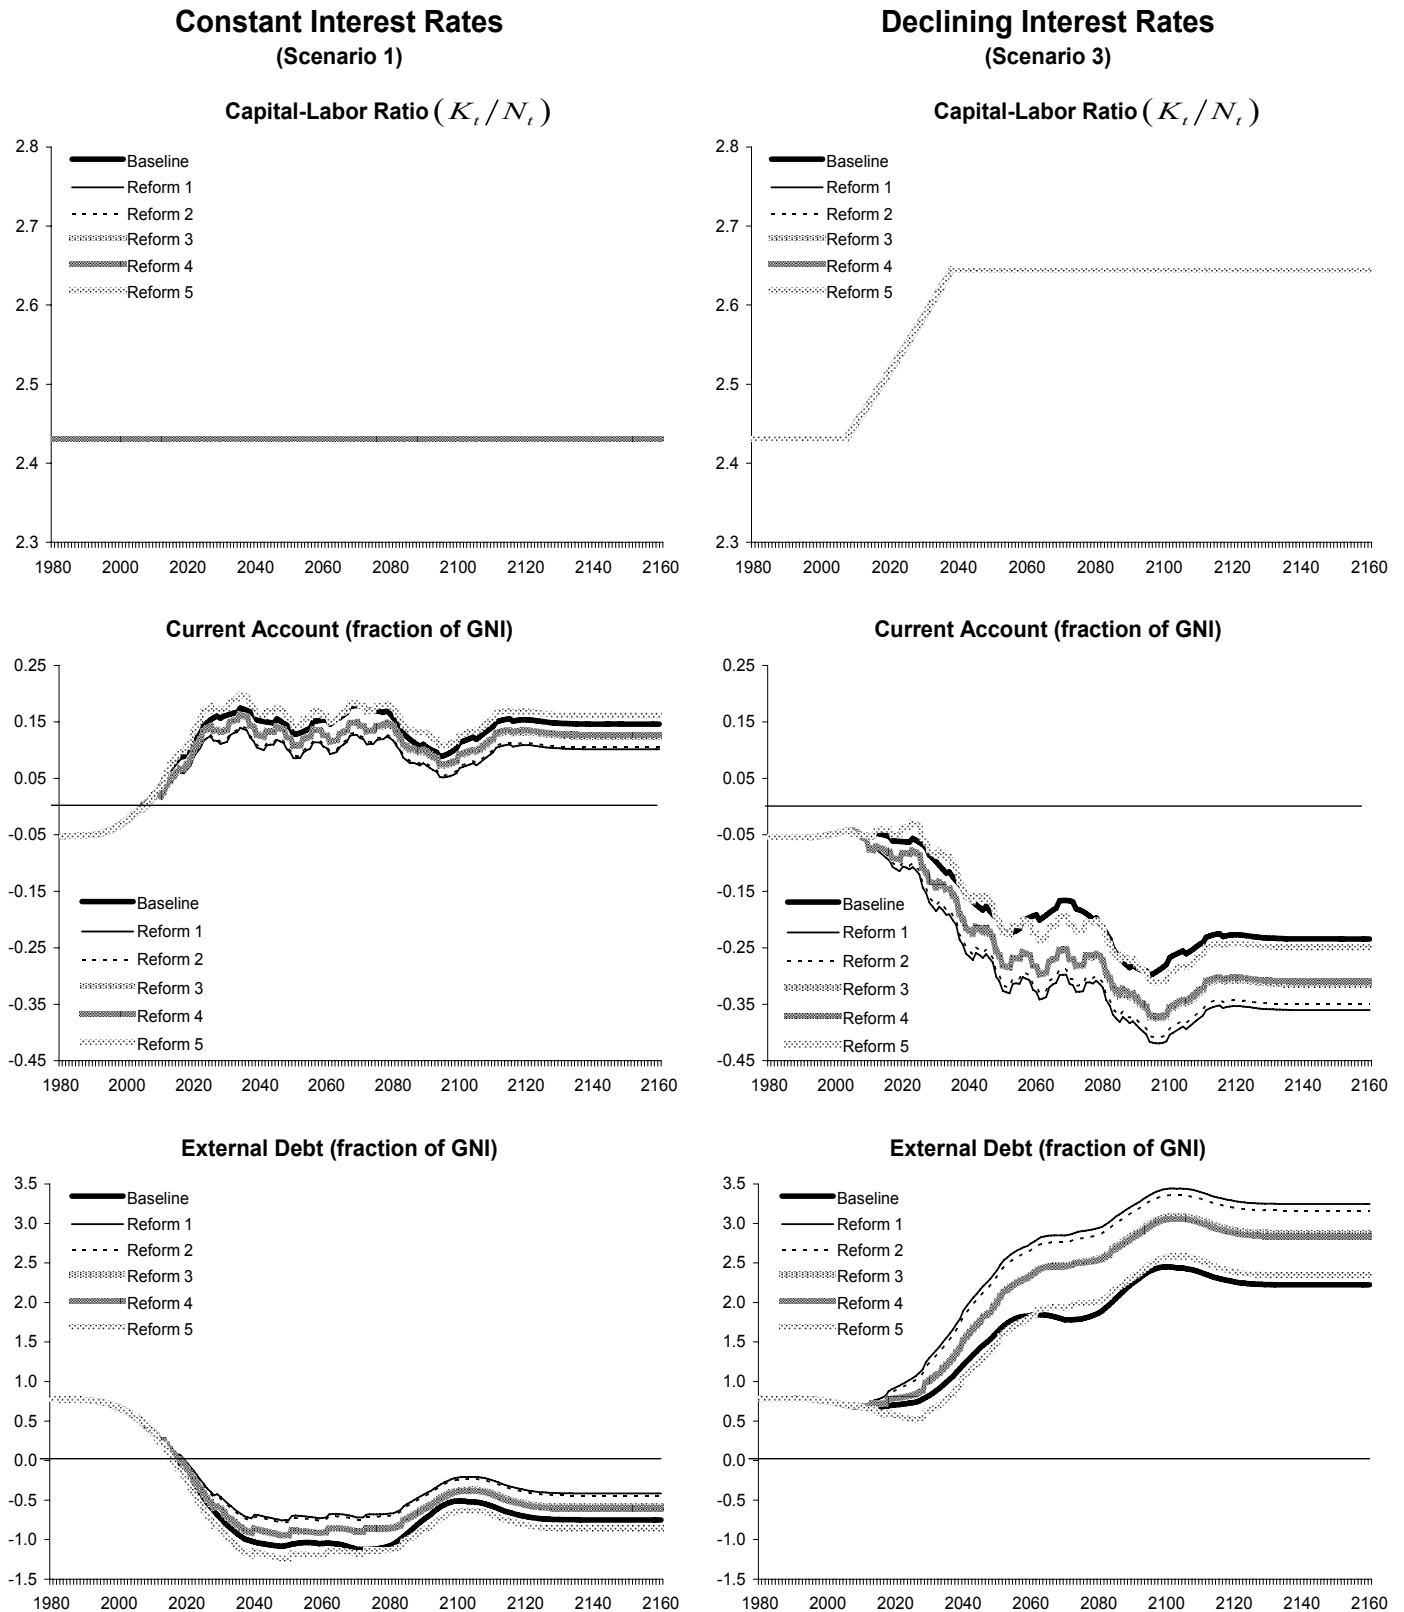 Constant Interest Rates
(Scenario 1)
Capital-Labor Ratio (K_t/N_t)
2.8
2.7
2.6
2.5
2.4
2.3
Baseline
Reform 1
Reform 2
Reform 3
Reform 4
Reform 5
1980 2000 2020 2040 2060 2080 2100 2120 2140 2160
Current Account (fraction of GNI)
0.25
0.15
0.05
-0.05
-0.15
-0.25
-0.35
-0.45
Baseline
Reform 1
Reform 2
Reform 3
Reform 4
Reform 5
1980 2000 2020 2040 2060 2080 2100 2120 2140 2160
External Debt (fraction of GNI)
3.5
3.0
2.5
2.0
1.5
1.0
0.5
0.0
-0.5
-1.0
-1.5
Baseline
Reform 1
Reform 2
Reform 3
Reform 4
Reform 5
1980 2000 2020 2040 2060 2080 2100 2120 2140 2160
Declining Interest Rates
(Scenario 3)
Capital-Labor Ratio (K_t/N_t)
2.8
2.7
2.6
2.5
2.4
2.3
Baseline
Reform 1
Reform 2
Reform 3
Reform 4
Reform 5
1980 2000 2020 2040 2060 2080 2100 2120 2140 2160
Current Account (fraction of GNI)
0.25
0.15
0.05
-0.05
-0.15
-0.25
-0.35
-0.45
Baseline
Reform 1
Reform 2
Reform 3
Reform 4
Reform 5
1980 2000 2020 2040 2060 2080 2100 2120 2140 2160
External Debt (fraction of GNI)
3.5
3.0
2.5
2.0
1.5
1.0
0.5
0.0
-0.5
-1.0
-1.5
Baseline
Reform 1
Reform 2
Reform 3
Reform 4
Reform 5
1980 2000 2020 2040 2060 2080 2100 2120 2140 2160